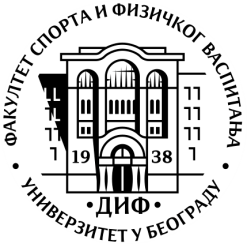 ФАКУЛТЕТ СПОРТА И ФИЗИЧКОГ ВАСПИТАЊА
19 38
ДИФ
УНИВЕРЗИТЕТ У БЕОГРАДУ